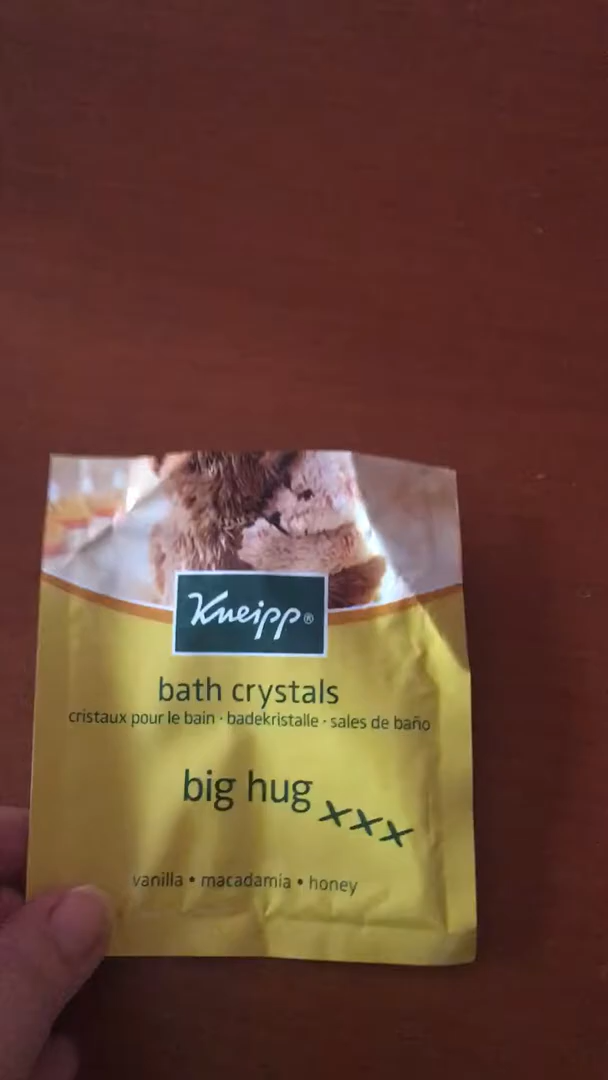 Kneipp®
bath crystals
cristaux pour le bain · badekristalle · sales de baño
big hug xxx
vanilla • macadamia • honey